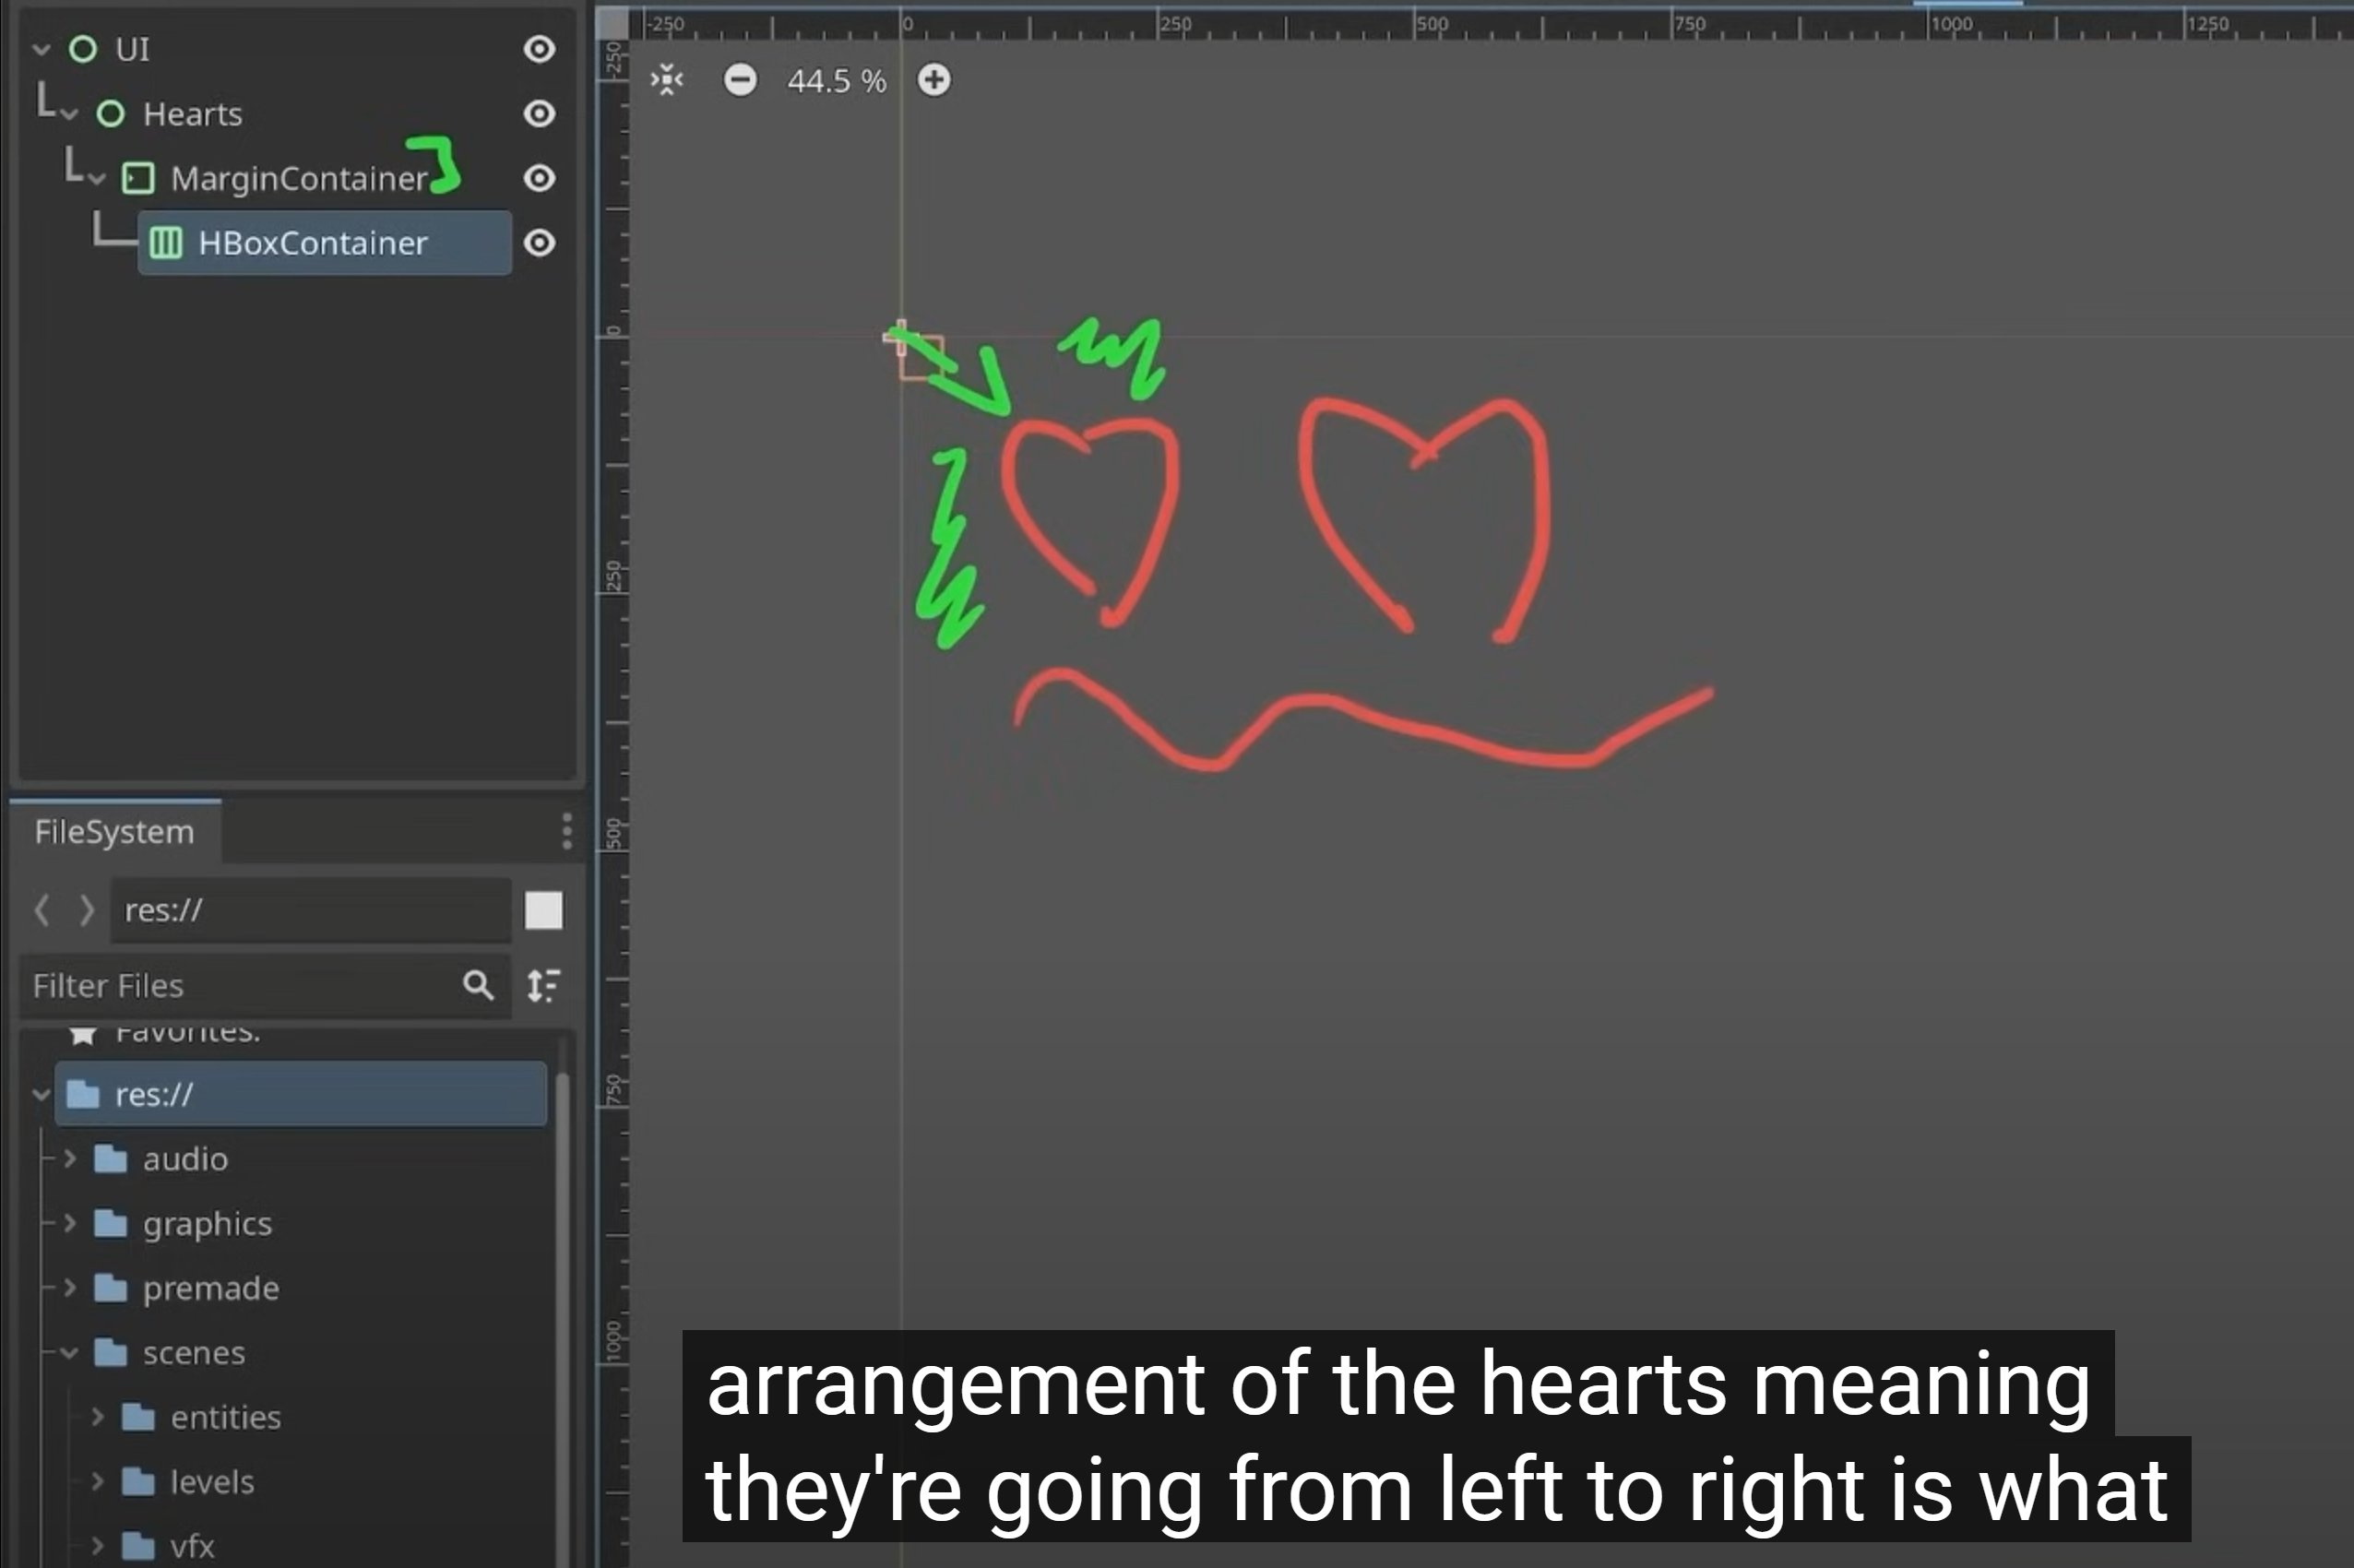 UI
Hearts
MarginContainer
HBoxContainer
FileSystem
res://
Filter Files
Favorites:
res://
audio
graphics
premade
scenes
entities
levels
vfx
-250 0 250 500 750 1000 1250
44.5 %
-250
0
250
500
750
1000
arrangement of the hearts meaning
they're going from left to right is what